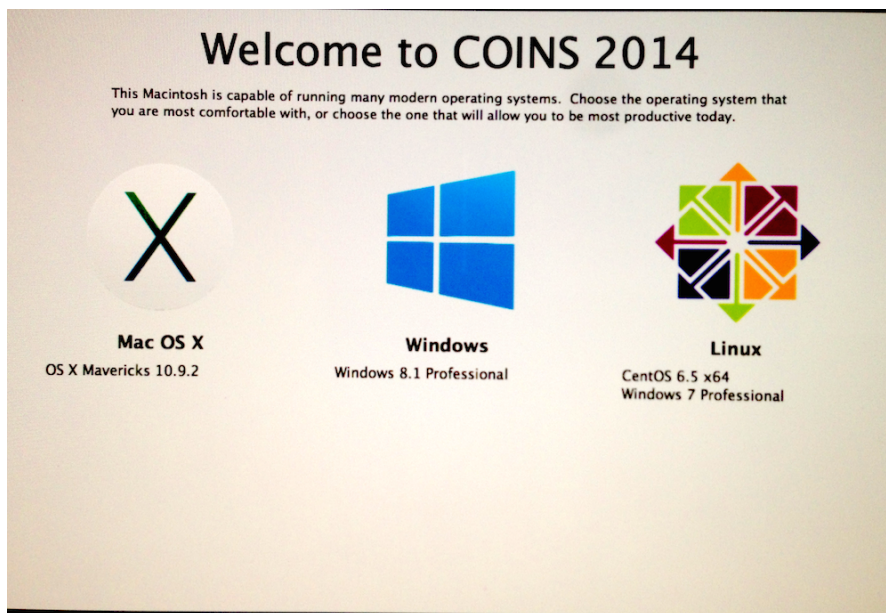 Welcome to COINS 2014
This Macintosh is capable of running many modern operating systems.  Choose the operating system that
you are most comfortable with, or choose the one that will allow you to be most productive today.
X
Mac OS X
OS X Mavericks 10.9.2
Windows
Windows 8.1 Professional
Linux
CentOS 6.5 x64
Windows 7 Professional